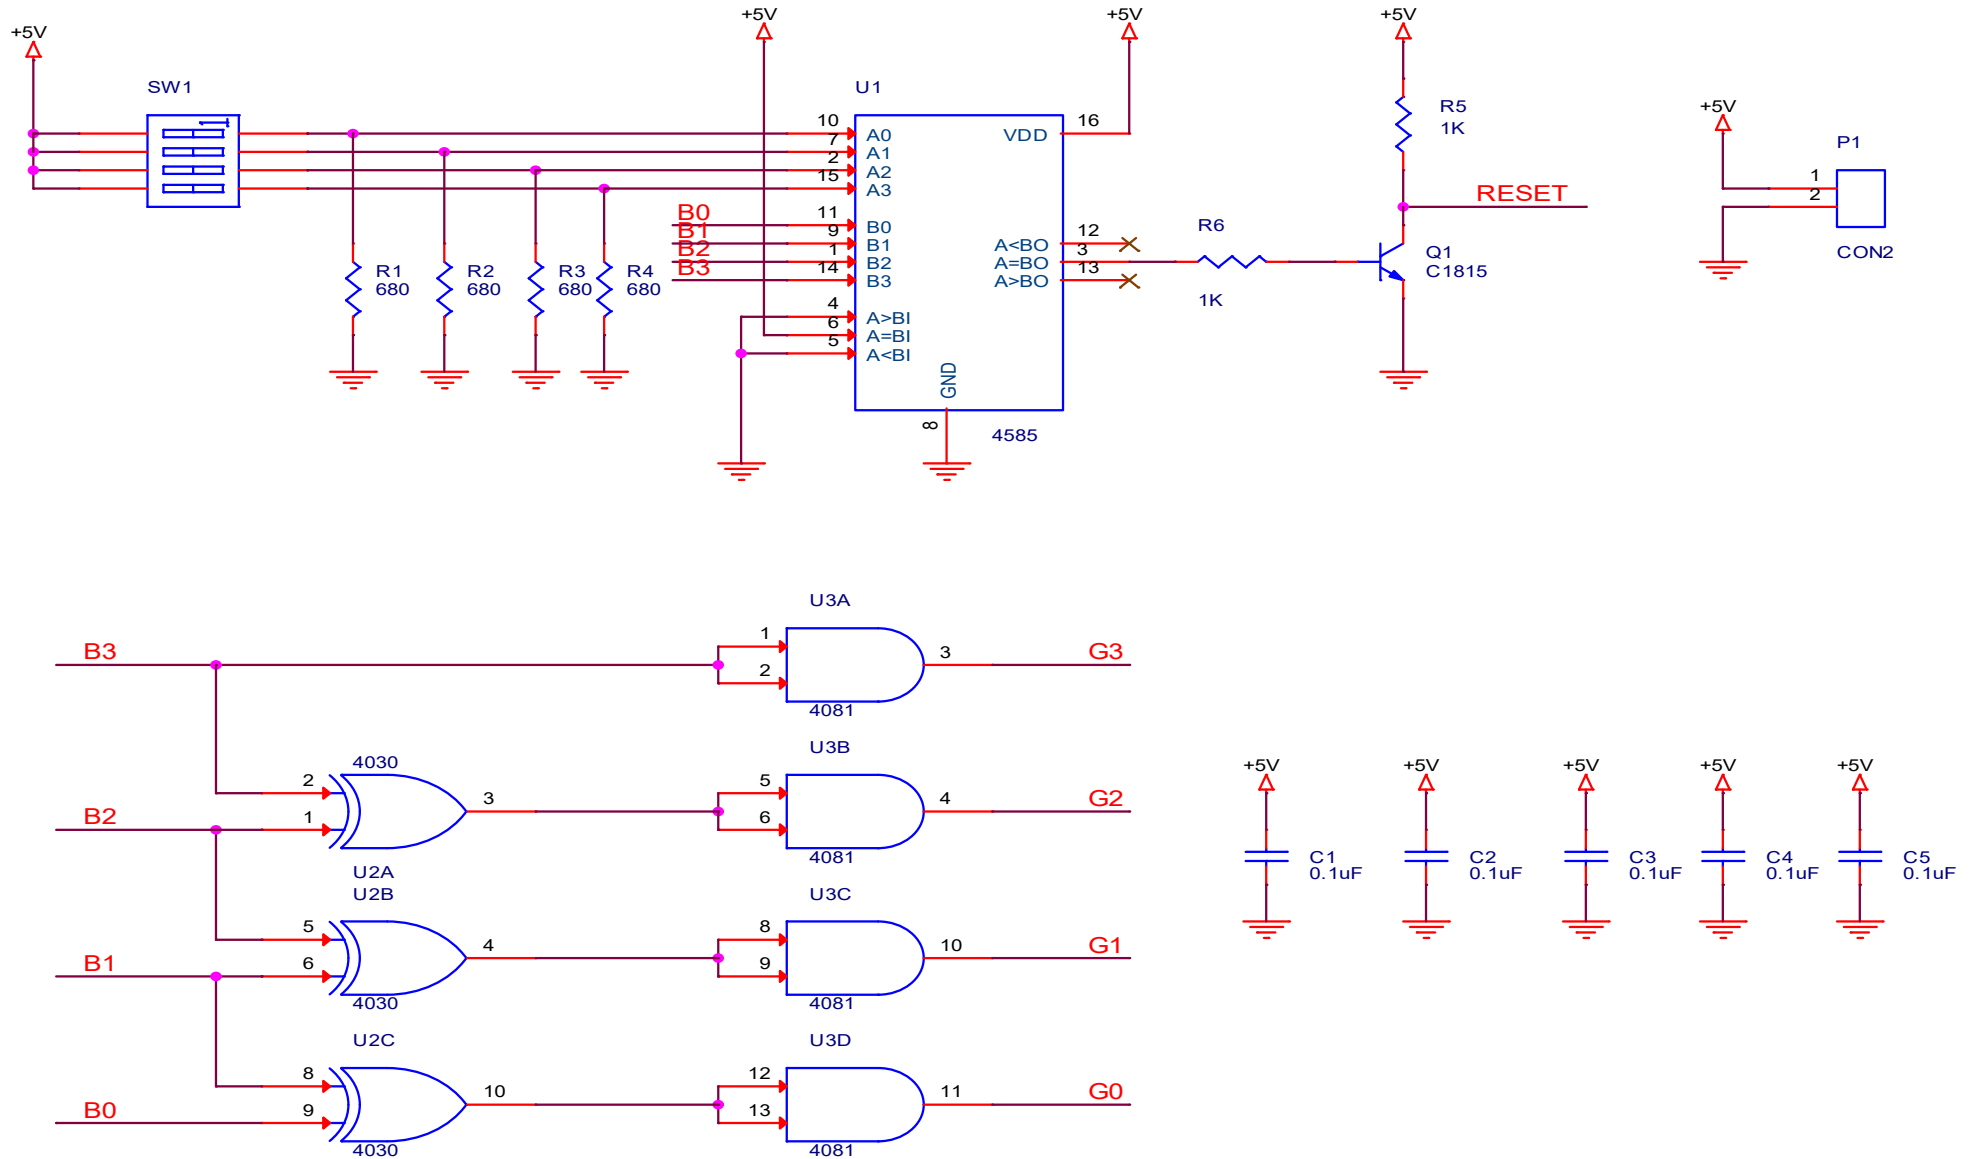 +5V
+5V
+5V
+5V
SW1
U1
R5
1K
+5V
P1
10
7
2
15
A0
A1
A2
A3
VDD
16
1
2
CON2
RESET
B0
B1
B2
B3
11
9
1
14
B0
B1
B2
B3
A<BO
A=BO
A>BO
12
3
13
R6
1K
Q1
C1815
R1
680
R2
680
R3
680
R4
680
4
6
5
A>BI
A=BI
A<BI
GND
8
4585
U3A
B3
1
2
3
G3
4081
4030
U3B
2
1
3
5
6
4
G2
B2
4081
U2A
U2B
U3C
5
6
4
8
9
10
G1
B1
4030
4081
U2C
U3D
8
9
10
12
13
11
G0
B0
4030
4081
+5V
+5V
+5V
+5V
+5V
C1
0.1uF
C2
0.1uF
C3
0.1uF
C4
0.1uF
C5
0.1uF